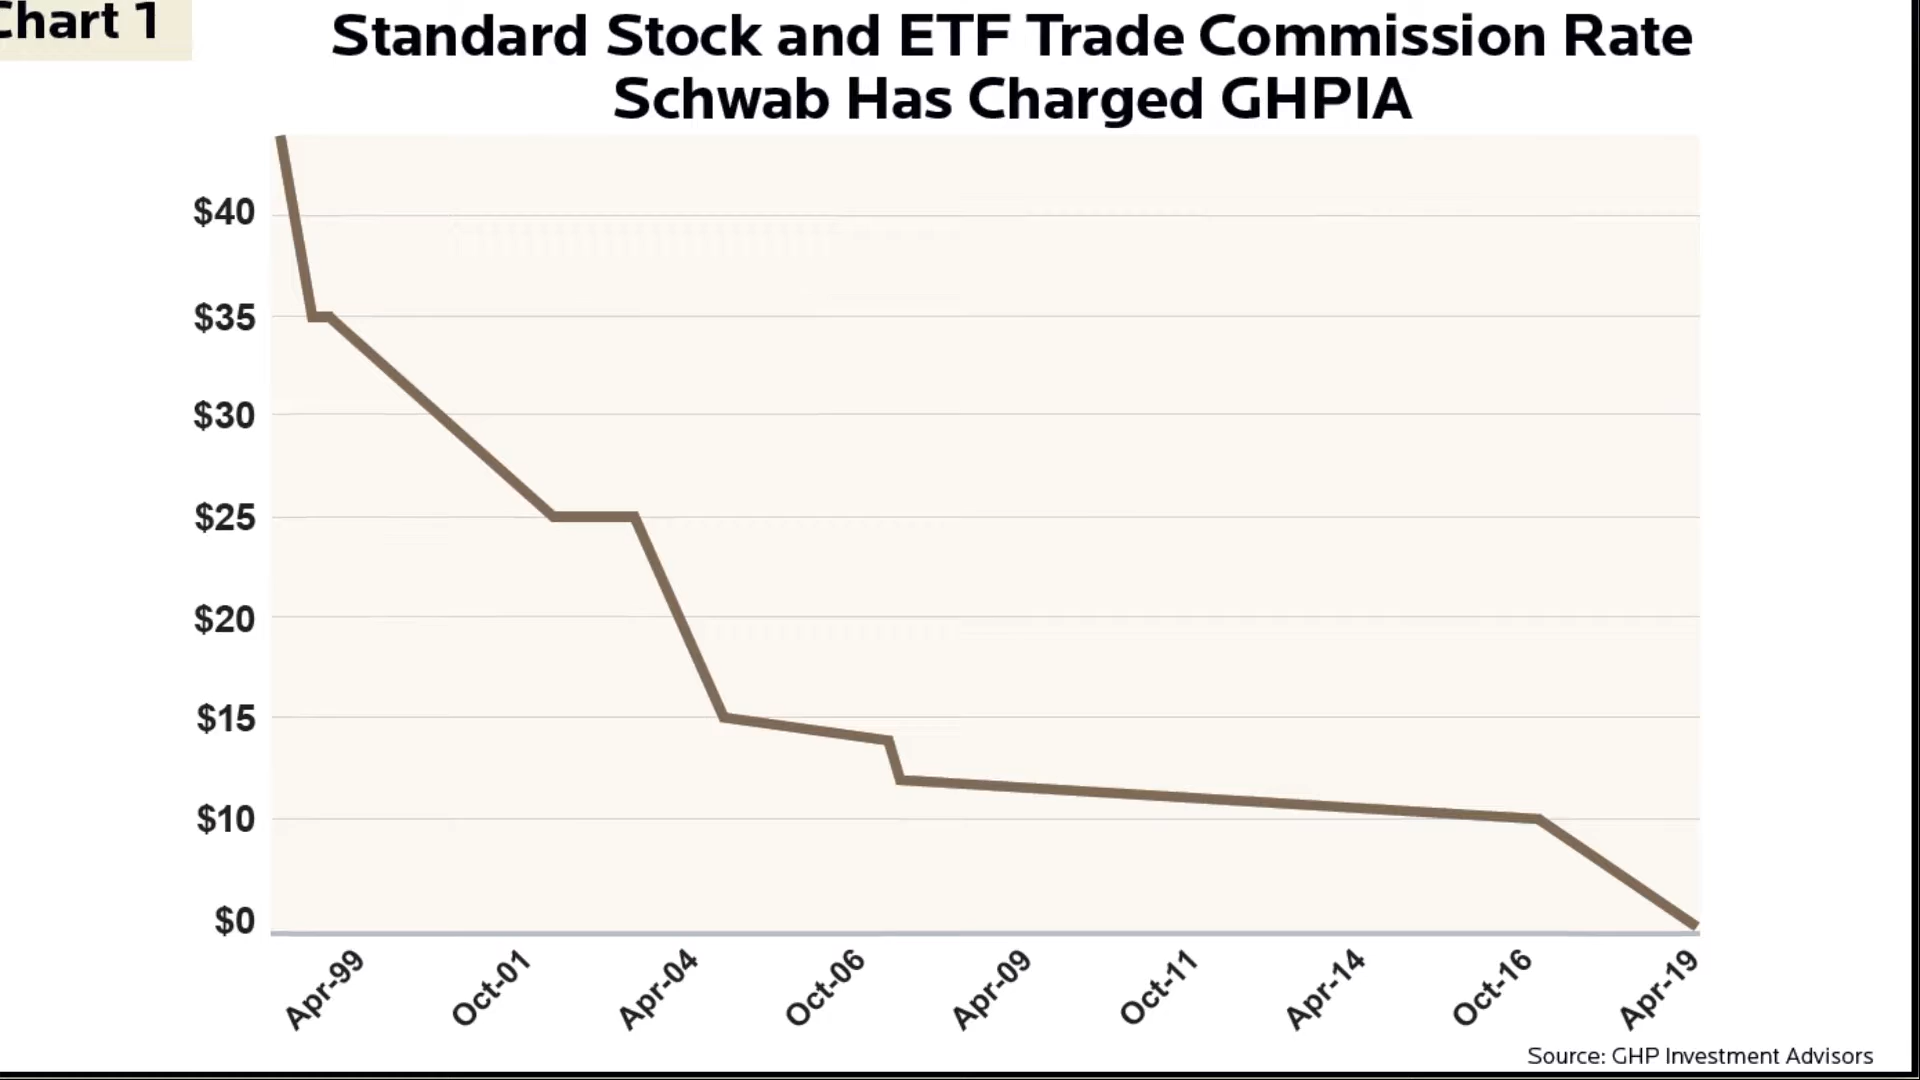 Chart 1
Standard Stock and ETF Trade Commission Rate
Schwab Has Charged GHPIA
$40
$35
$30
$25
$20
$15
$10
$0
Apr-99
Oct-01
Apr-04
Oct-06
Apr-09
Oct-11
Apr-14
Oct-16
Apr-19
Source: GHP Investment Advisors